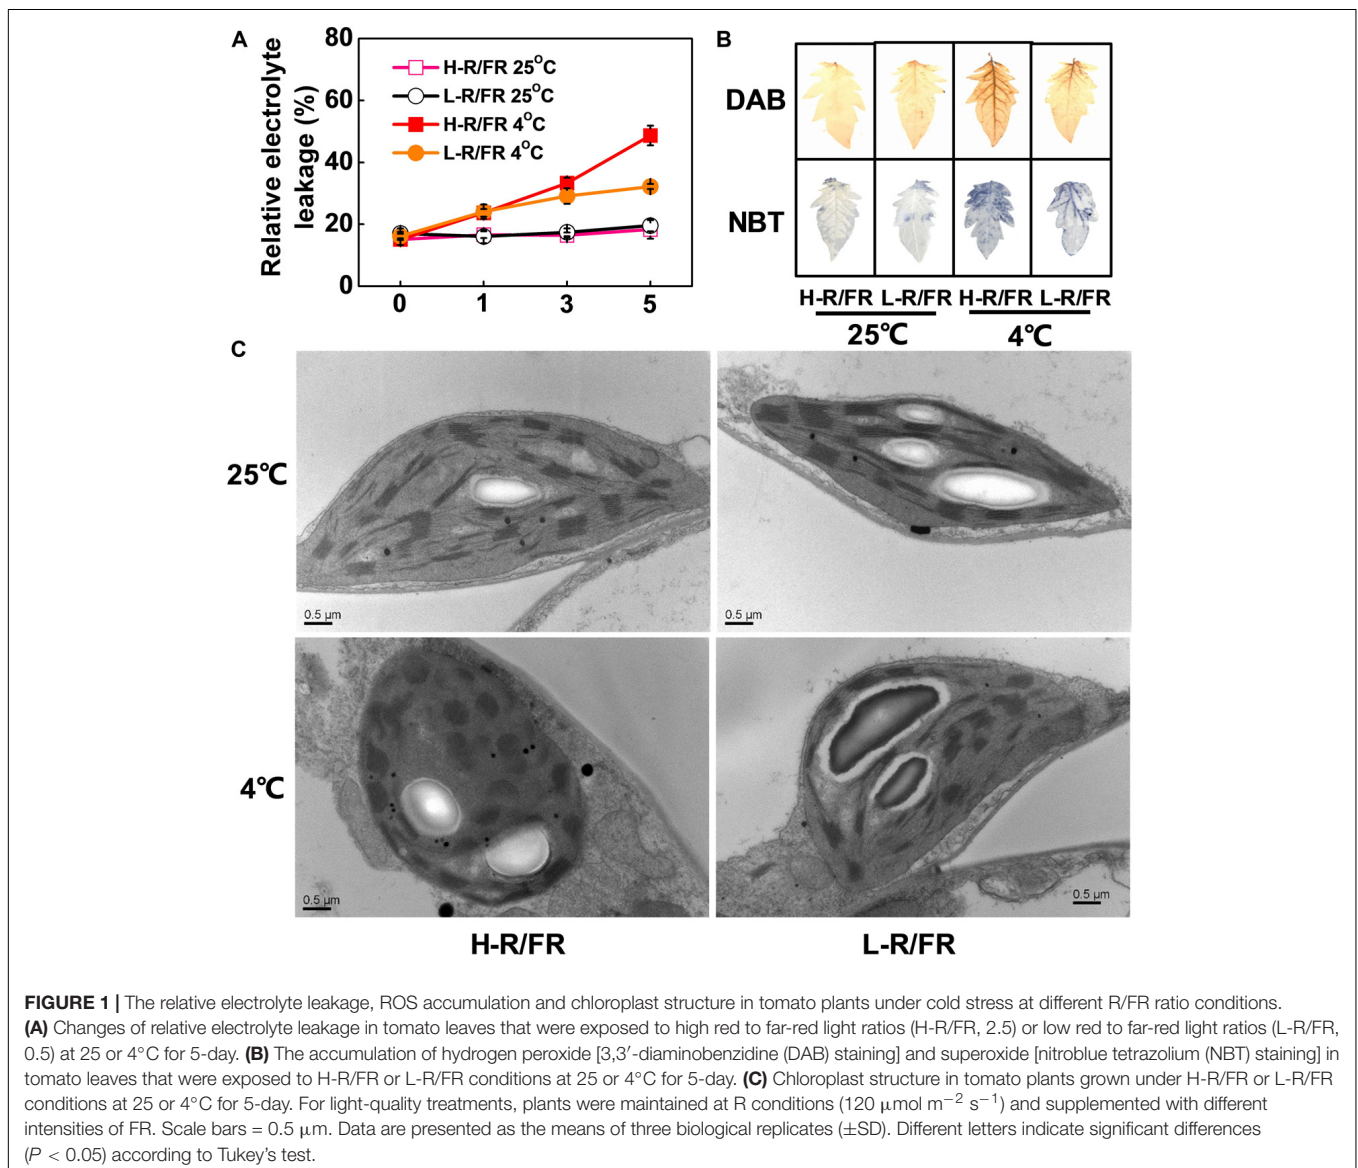 A
Relative electrolyte
leakage (%)
80
60
40
20
0
H-R/FR 25°C
L-R/FR 25°C
H-R/FR 4°C
L-R/FR 4°C
0 1 3 5
B
DAB
NBT
H-R/FR L-R/FR H-R/FR L-R/FR
25℃ 4℃
C
25℃
0.5 µm
0.5 µm
4℃
0.5 µm
0.5 µm
H-R/FR L-R/FR
FIGURE 1 | The relative electrolyte leakage, ROS accumulation and chloroplast structure in tomato plants under cold stress at different R/FR ratio conditions.
(A) Changes of relative electrolyte leakage in tomato leaves that were exposed to high red to far-red light ratios (H-R/FR, 2.5) or low red to far-red light ratios (L-R/FR,
0.5) at 25 or 4°C for 5-day. (B) The accumulation of hydrogen peroxide [3,3′-diaminobenzidine (DAB) staining] and superoxide [nitroblue tetrazolium (NBT) staining] in
tomato leaves that were exposed to H-R/FR or L-R/FR conditions at 25 or 4°C for 5-day. (C) Chloroplast structure in tomato plants grown under H-R/FR or L-R/FR
conditions at 25 or 4°C for 5-day. For light-quality treatments, plants were maintained at R conditions (120 µmol m⁻² s⁻¹) and supplemented with different
intensities of FR. Scale bars = 0.5 µm. Data are presented as the means of three biological replicates (±SD). Different letters indicate significant differences
(P < 0.05) according to Tukey's test.